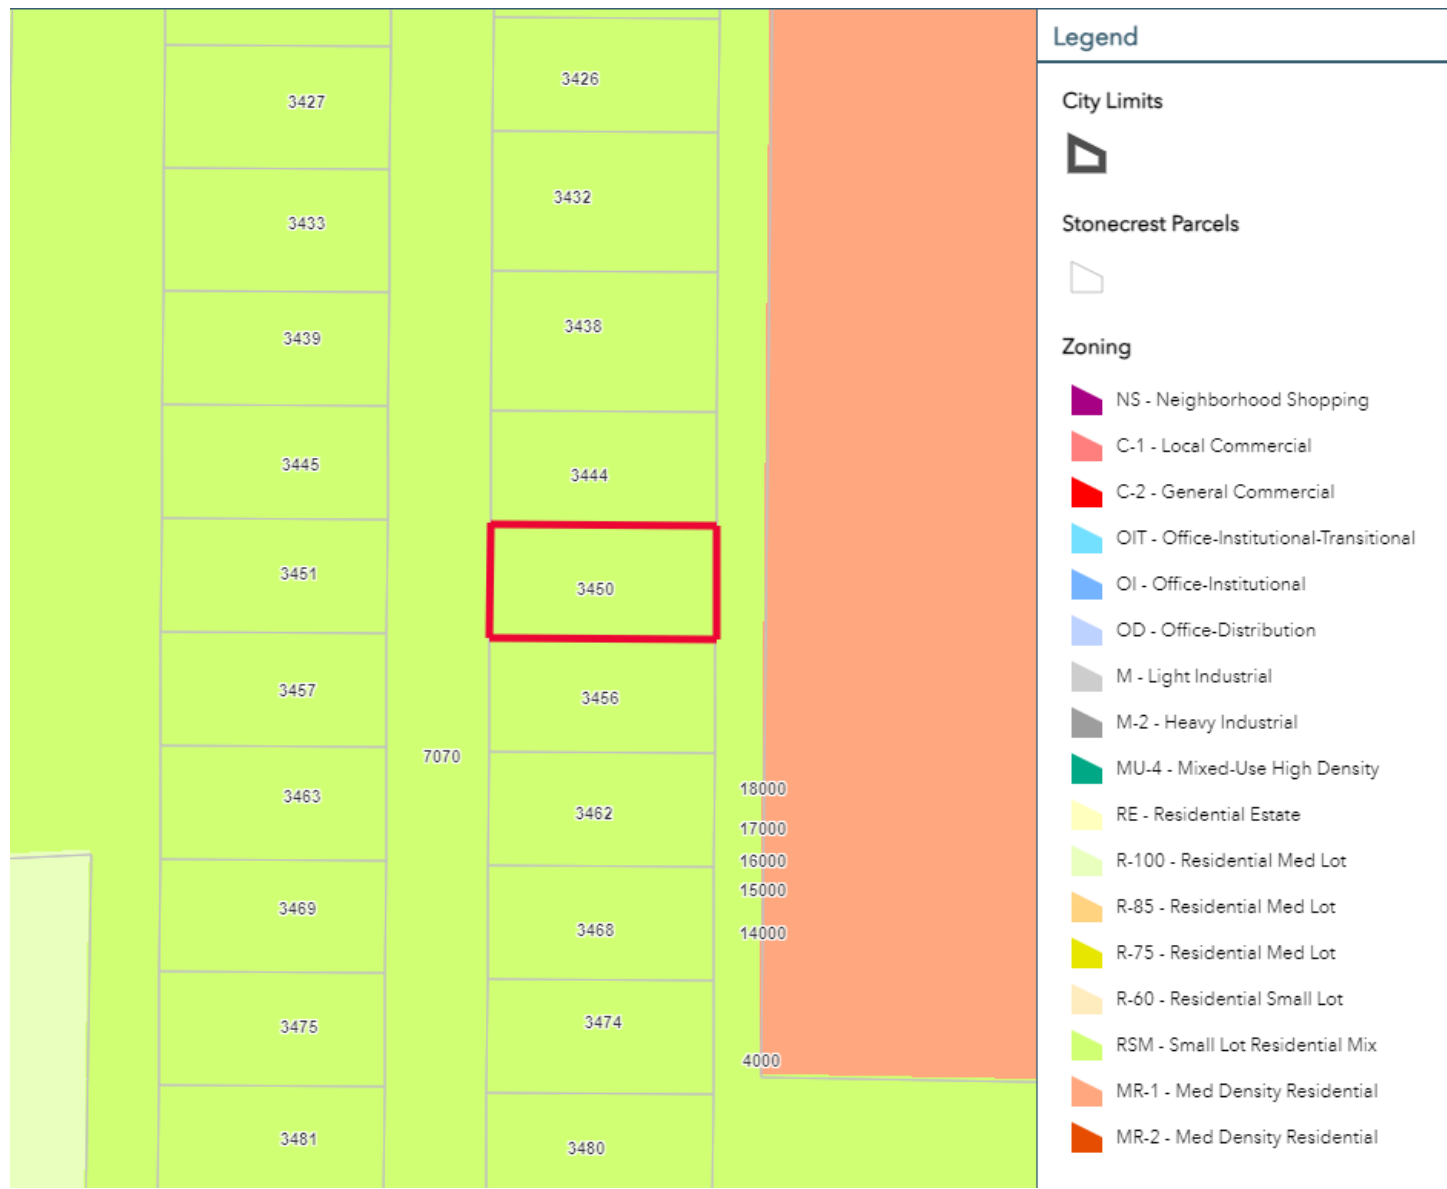 3427
3433
3439
3445
3451
3457
3463
3469
3475
3481
7070
3426
3432
3438
3444
3450
3456
3462
3468
3474
3480
18000
17000
16000
15000
14000
4000
Legend
City Limits
Stonecrest Parcels
Zoning
NS - Neighborhood Shopping
C-1 - Local Commercial
C-2 - General Commercial
OIT - Office-Institutional-Transitional
OI - Office-Institutional
OD - Office-Distribution
M - Light Industrial
M-2 - Heavy Industrial
MU-4 - Mixed-Use High Density
RE - Residential Estate
R-100 - Residential Med Lot
R-85 - Residential Med Lot
R-75 - Residential Med Lot
R-60 - Residential Small Lot
RSM - Small Lot Residential Mix
MR-1 - Med Density Residential
MR-2 - Med Density Residential